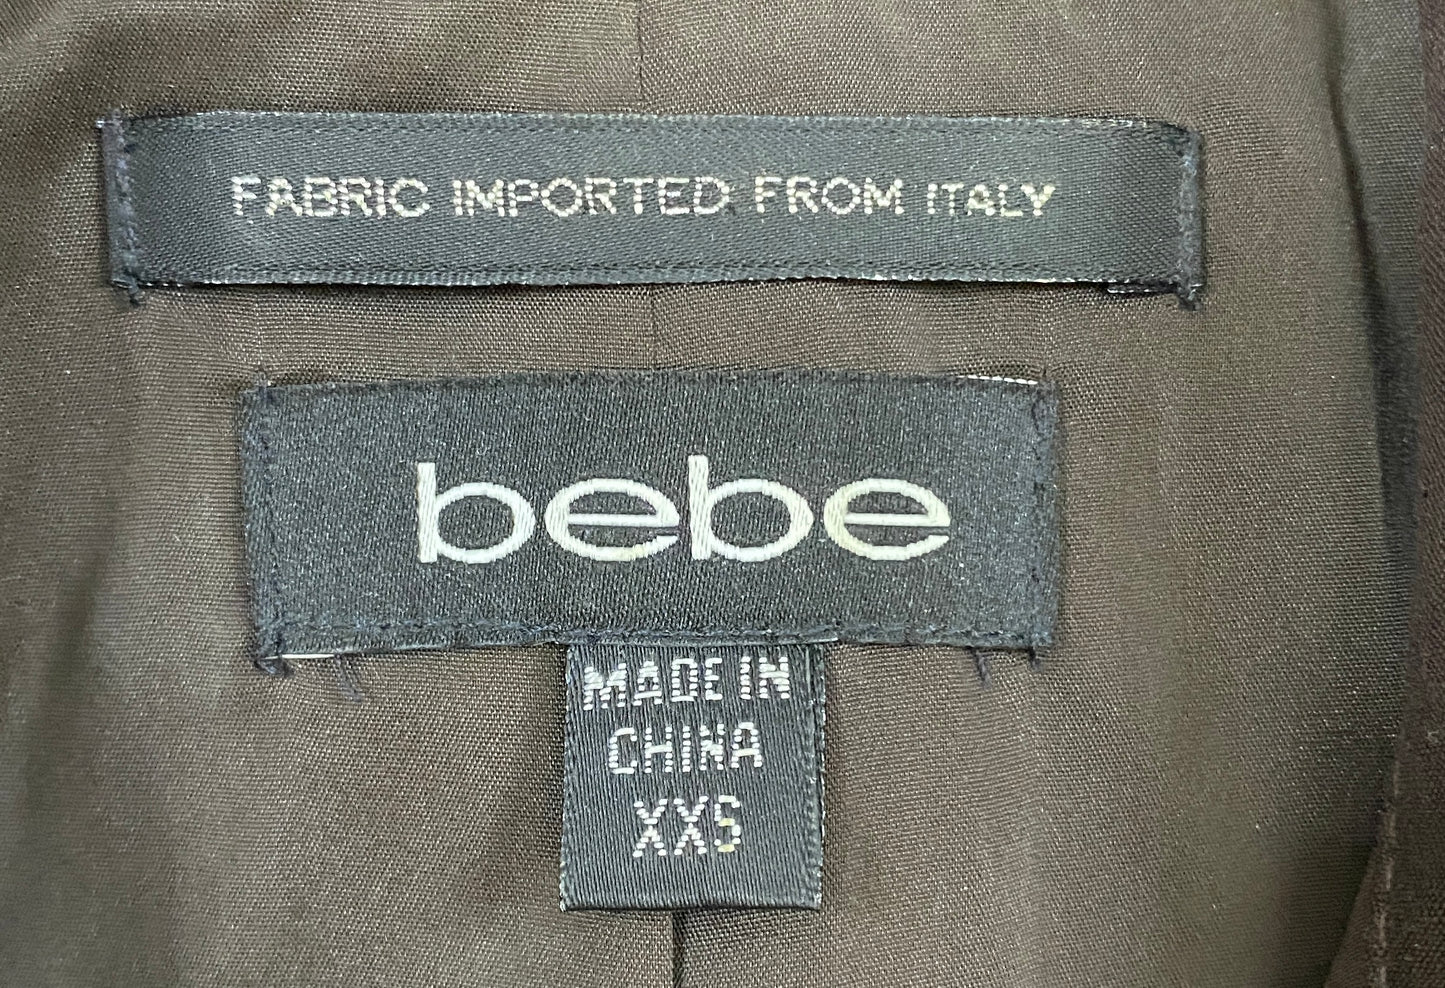 FABRIC IMPORTED FROM ITALY
bebe
MADE IN
CHINA
XXS